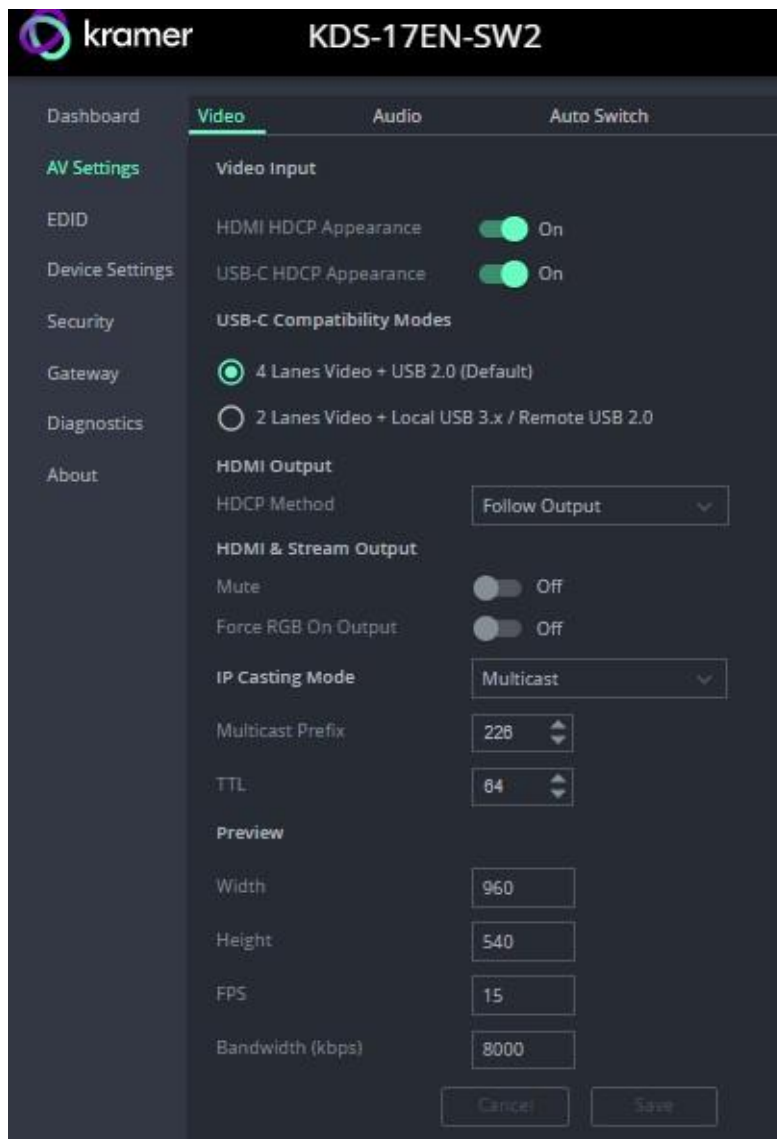 kramer KDS-17EN-SW2
Dashboard
AV Settings
EDID
Device Settings
Security
Gateway
Diagnostics
About
Video Audio Auto Switch
Video Input
HDMI HDCP Appearance On
USB-C HDCP Appearance On
USB-C Compatibility Modes
4 Lanes Video + USB 2.0 (Default)
2 Lanes Video + Local USB 3.x / Remote USB 2.0
HDMI Output
HDCP Method Follow Output
HDMI & Stream Output
Mute Off
Force RGB On Output Off
IP Casting Mode Multicast
Multicast Prefix 226
TTL 64
Preview
Width 960
Height 540
FPS 15
Bandwidth (kbps) 8000
Cancel Save